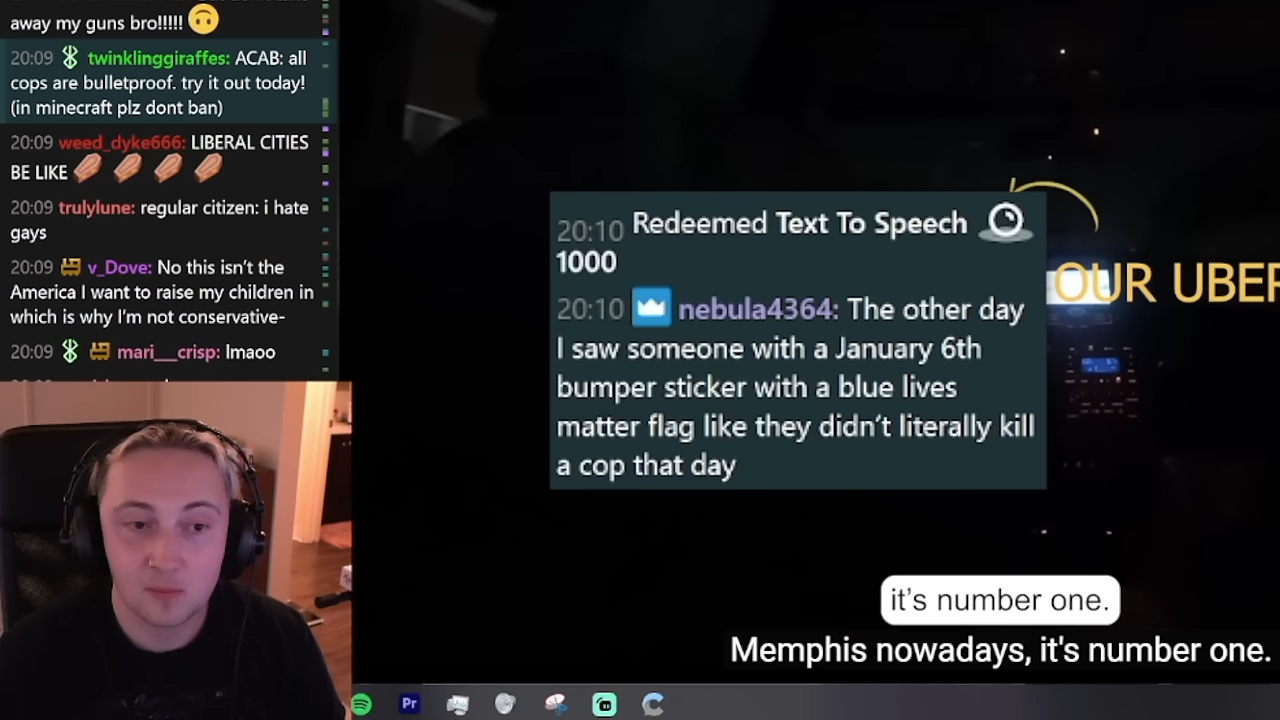 away my guns bro!!!!!
20:09 twinklinggiraffes: ACAB: all
cops are bulletproof. try it out today!
(in minecraft plz dont ban)
20:09 weed_dyke666: LIBERAL CITIES
BE LIKE
20:09 trulylune: regular citizen: i hate
gays
20:09 v_Dove: No this isn't the
America I want to raise my children in
which is why I'm not conservative-
20:09 mari__crisp: lmaoo
20:10 Redeemed Text To Speech
1000
20:10 nebula4364: The other day
I saw someone with a January 6th
bumper sticker with a blue lives
matter flag like they didn't literally kill
a cop that day
OUR UBER
it's number one.
Memphis nowadays, it's number one.
Pr